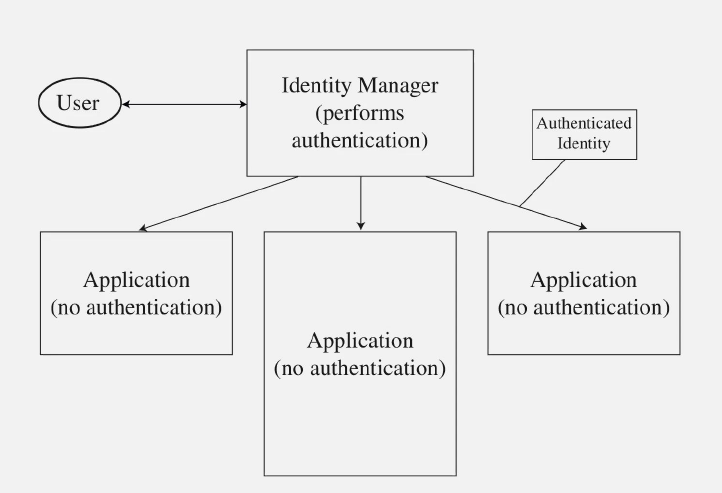 User
Identity Manager
(performs
authentication)
Authenticated
Identity
Application
(no authentication)
Application
(no authentication)
Application
(no authentication)